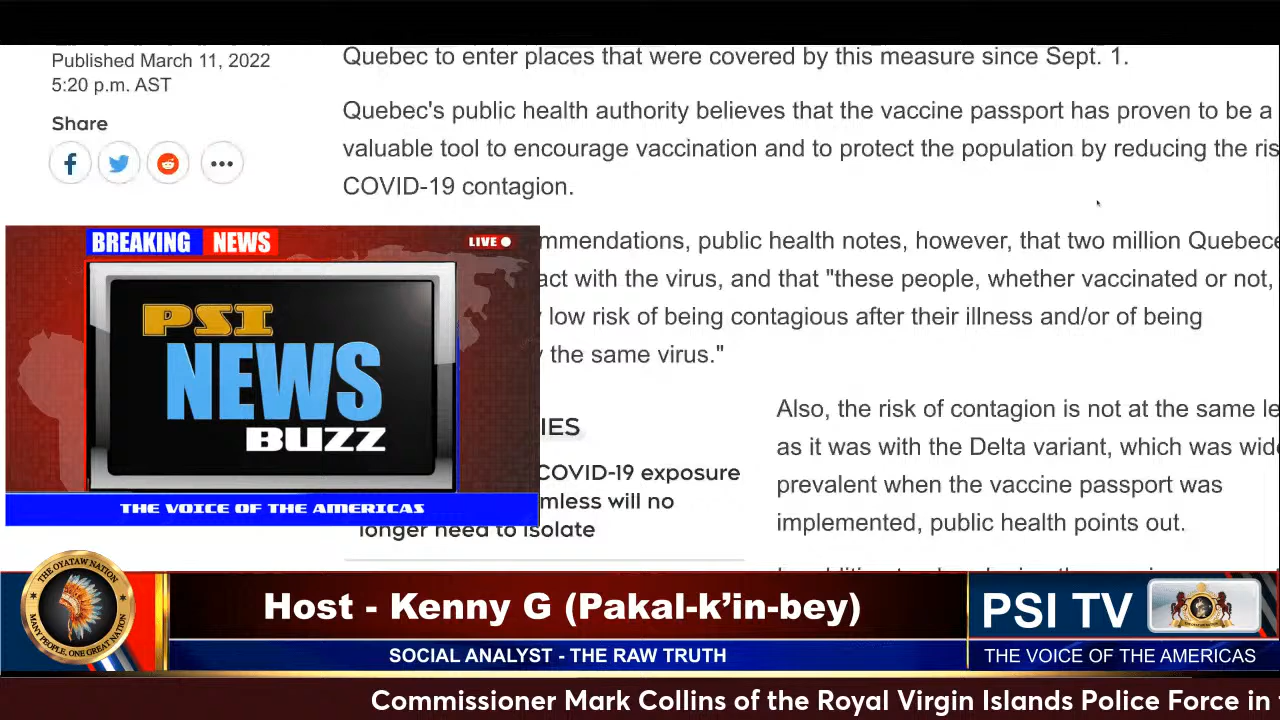 Published March 11, 2022
5:20 p.m. AST
Share
Quebec to enter places that were covered by this measure since Sept. 1.
Quebec's public health authority believes that the vaccine passport has proven to be a
valuable tool to encourage vaccination and to protect the population by reducing the ris
COVID-19 contagion.
mmendations, public health notes, however, that two million Quebece
act with the virus, and that "these people, whether vaccinated or not,
low risk of being contagious after their illness and/or of being
the same virus."
IES
COVID-19 exposure
mless will no
longer need to isolate
Also, the risk of contagion is not at the same le
as it was with the Delta variant, which was wide
prevalent when the vaccine passport was
implemented, public health points out.
BREAKING NEWS
LIVE
PSI
NEWS
BUZZ
THE VOICE OF THE AMERICAS
THE OYATAW NATION
MANY PEOPLE, ONE GREAT NATION
Host - Kenny G (Pakal-k'in-bey)
SOCIAL ANALYST - THE RAW TRUTH
PSI TV
THE VOICE OF THE AMERICAS
Commissioner Mark Collins of the Royal Virgin Islands Police Force in